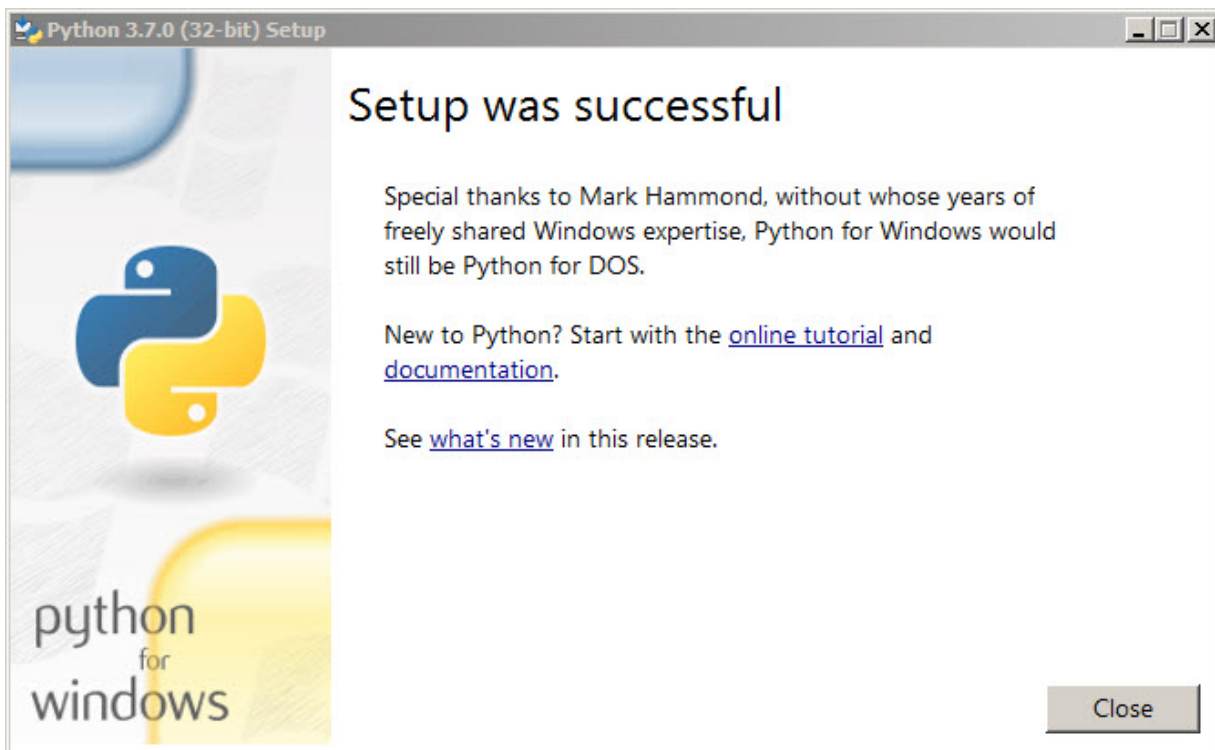 Python 3.7.0 (32-bit) Setup
Setup was successful
Special thanks to Mark Hammond, without whose years of
freely shared Windows expertise, Python for Windows would
still be Python for DOS.
New to Python? Start with the online tutorial and
documentation.
See what's new in this release.
python
for
windows
Close